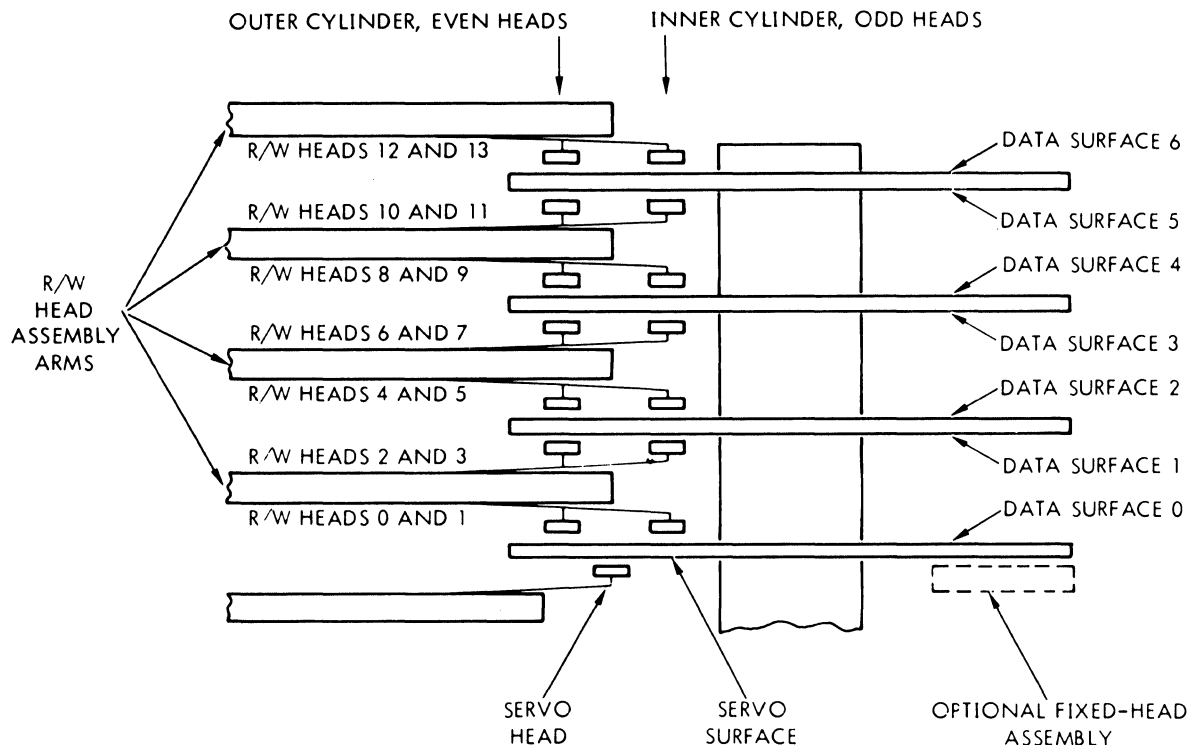 OUTER CYLINDER, EVEN HEADS
INNER CYLINDER, ODD HEADS
R/W HEADS 12 AND 13
DATA SURFACE 6
R/W HEADS 10 AND 11
DATA SURFACE 5
R/W HEADS 8 AND 9
DATA SURFACE 4
R/W
HEAD
ASSEMBLY
ARMS
R/W HEADS 6 AND 7
DATA SURFACE 3
R/W HEADS 4 AND 5
DATA SURFACE 2
R/W HEADS 2 AND 3
DATA SURFACE 1
R/W HEADS 0 AND 1
DATA SURFACE 0
SERVO
HEAD
SERVO
SURFACE
OPTIONAL FIXED-HEAD
ASSEMBLY